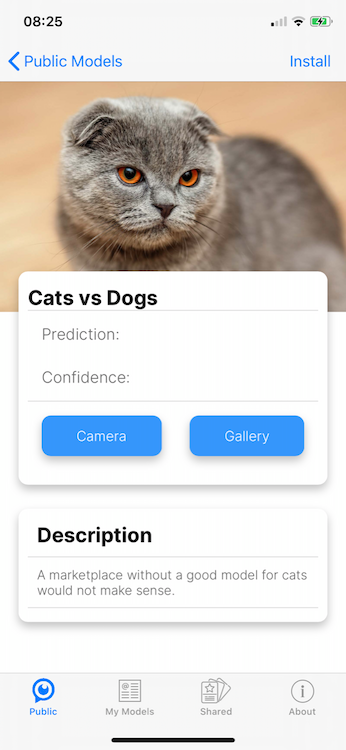 08:25
Public Models Install
Cats vs Dogs
Prediction:
Confidence:
Camera Gallery
Description
A marketplace without a good model for cats
would not make sense.
Public My Models Shared About